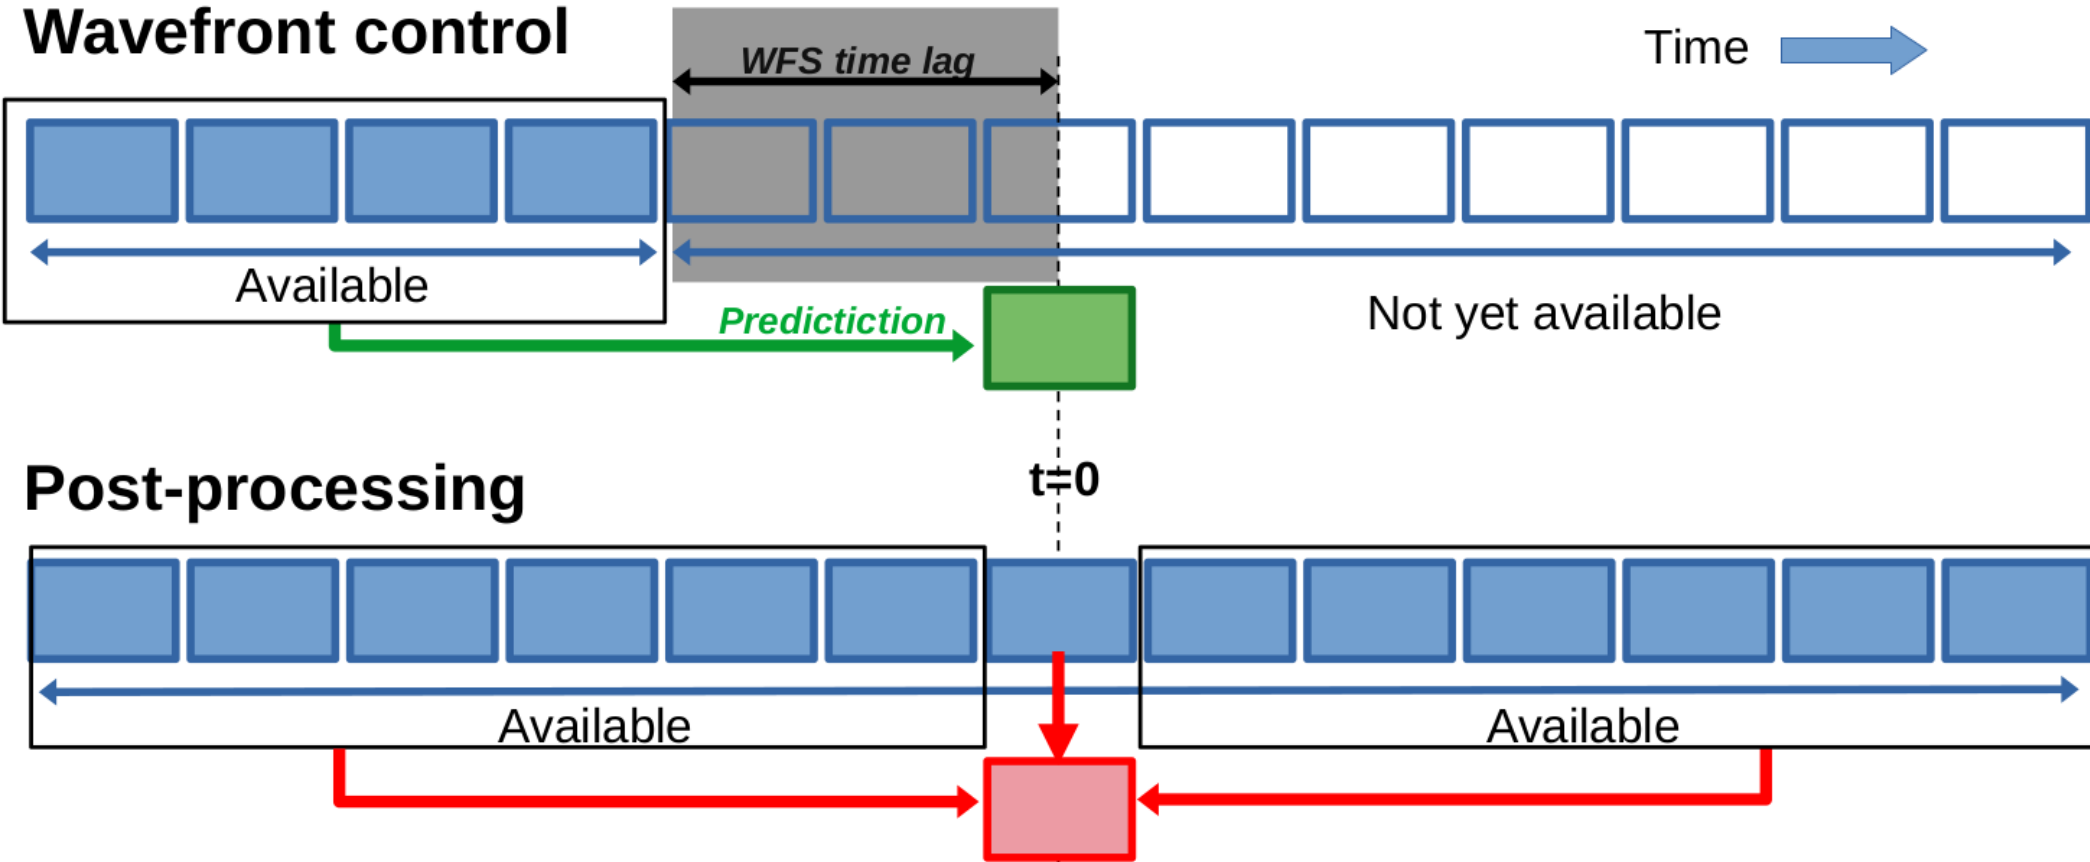 Wavefront control
WFS time lag
Time
Available
Predictiction
Not yet available
t=0
Post-processing
Available
Available